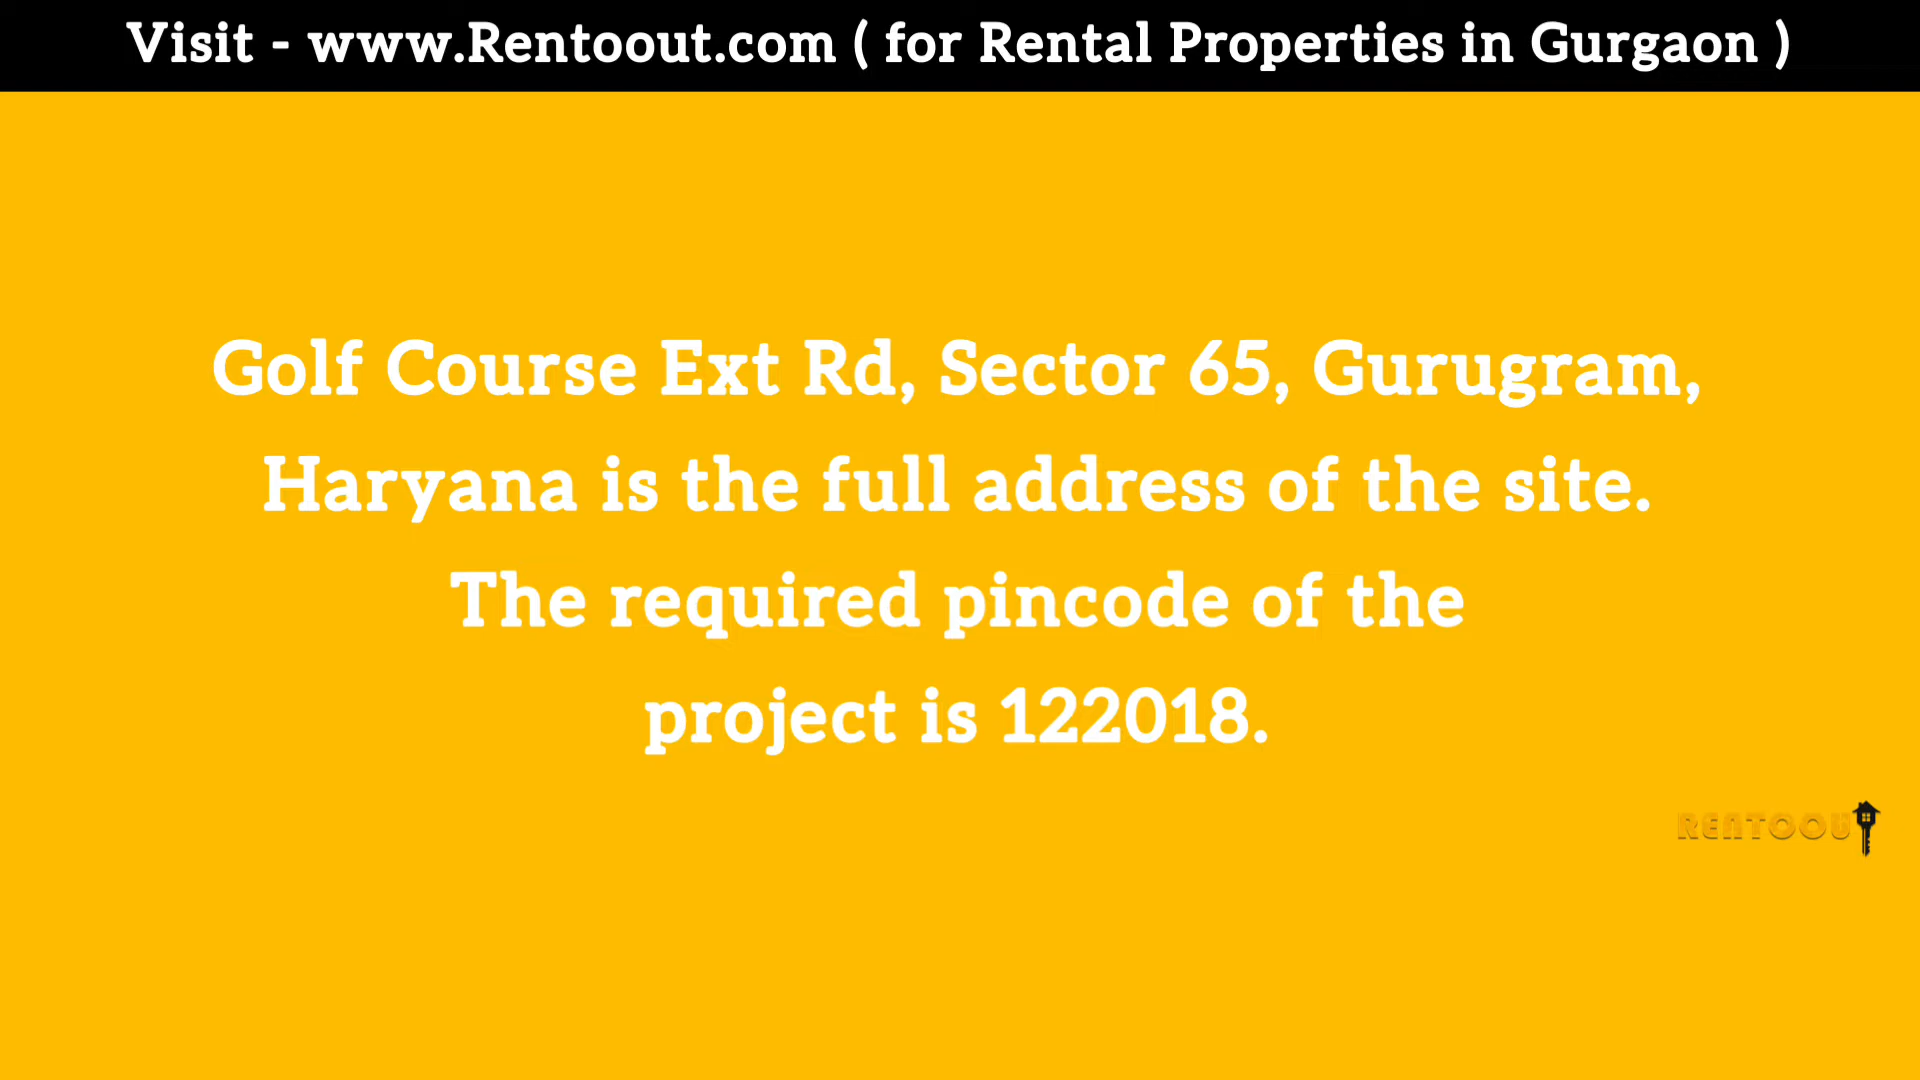 Visit - www.Rentoout.com ( for Rental Properties in Gurgaon )
Golf Course Ext Rd, Sector 65, Gurugram,
Haryana is the full address of the site.
The required pincode of the
project is 122018.
RENTOOUT